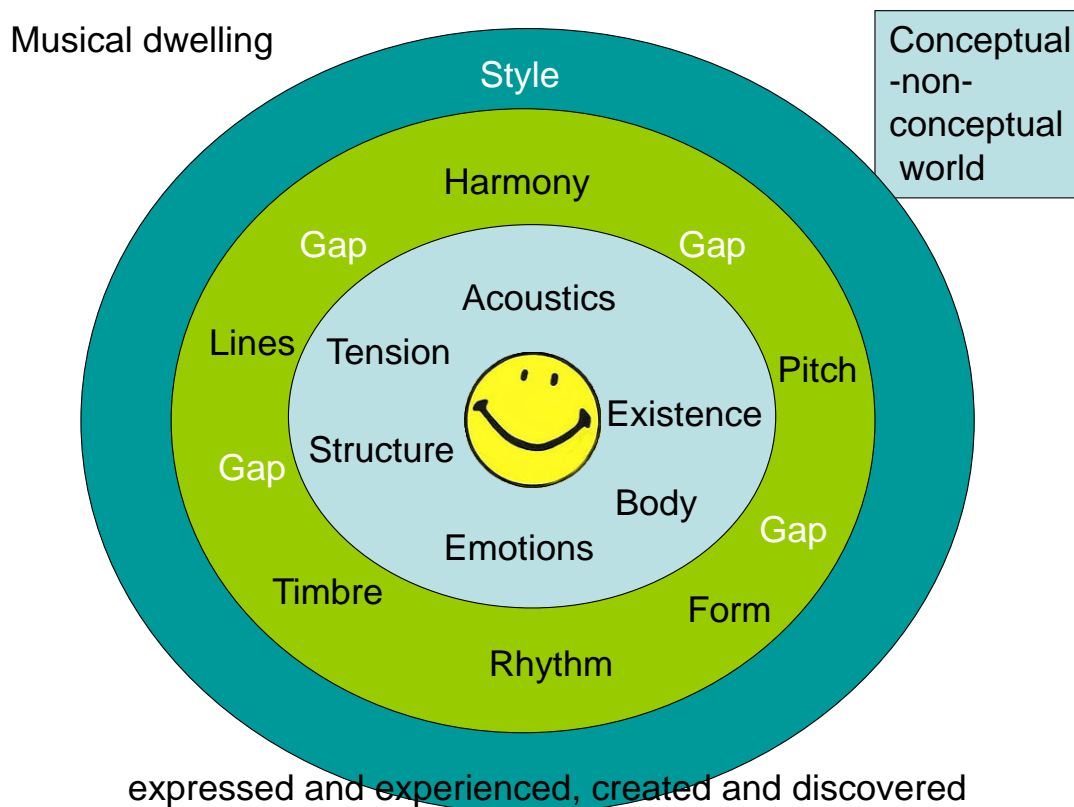 Musical dwelling
Conceptual
-non-
conceptual
world
Style
Harmony
Gap
Gap
Acoustics
Lines
Tension
Pitch
Existence
Structure
Gap
Body
Gap
Emotions
Timbre
Form
Rhythm
expressed and experienced, created and discovered